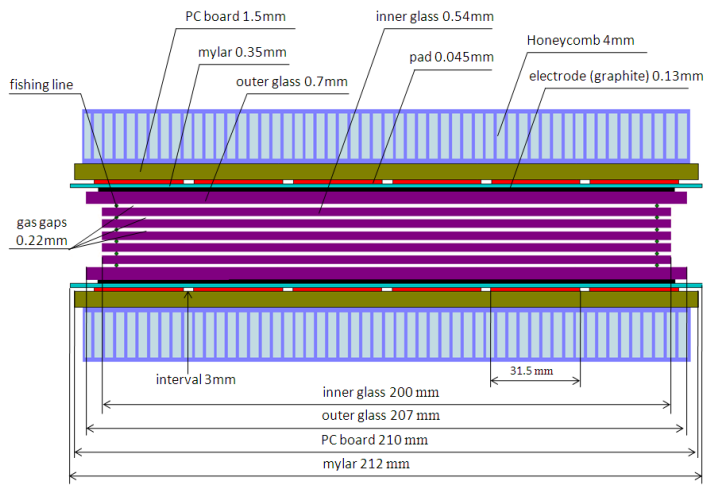 PC board 1.5mm
inner glass 0.54mm
Honeycomb 4mm
mylar 0.35mm
pad 0.045mm
electrode (graphite) 0.13mm
fishing line
outer glass 0.7mm
gas gaps
0.22mm
interval 3mm
31.5 mm
inner glass 200 mm
outer glass 207 mm
PC board 210 mm
mylar 212 mm